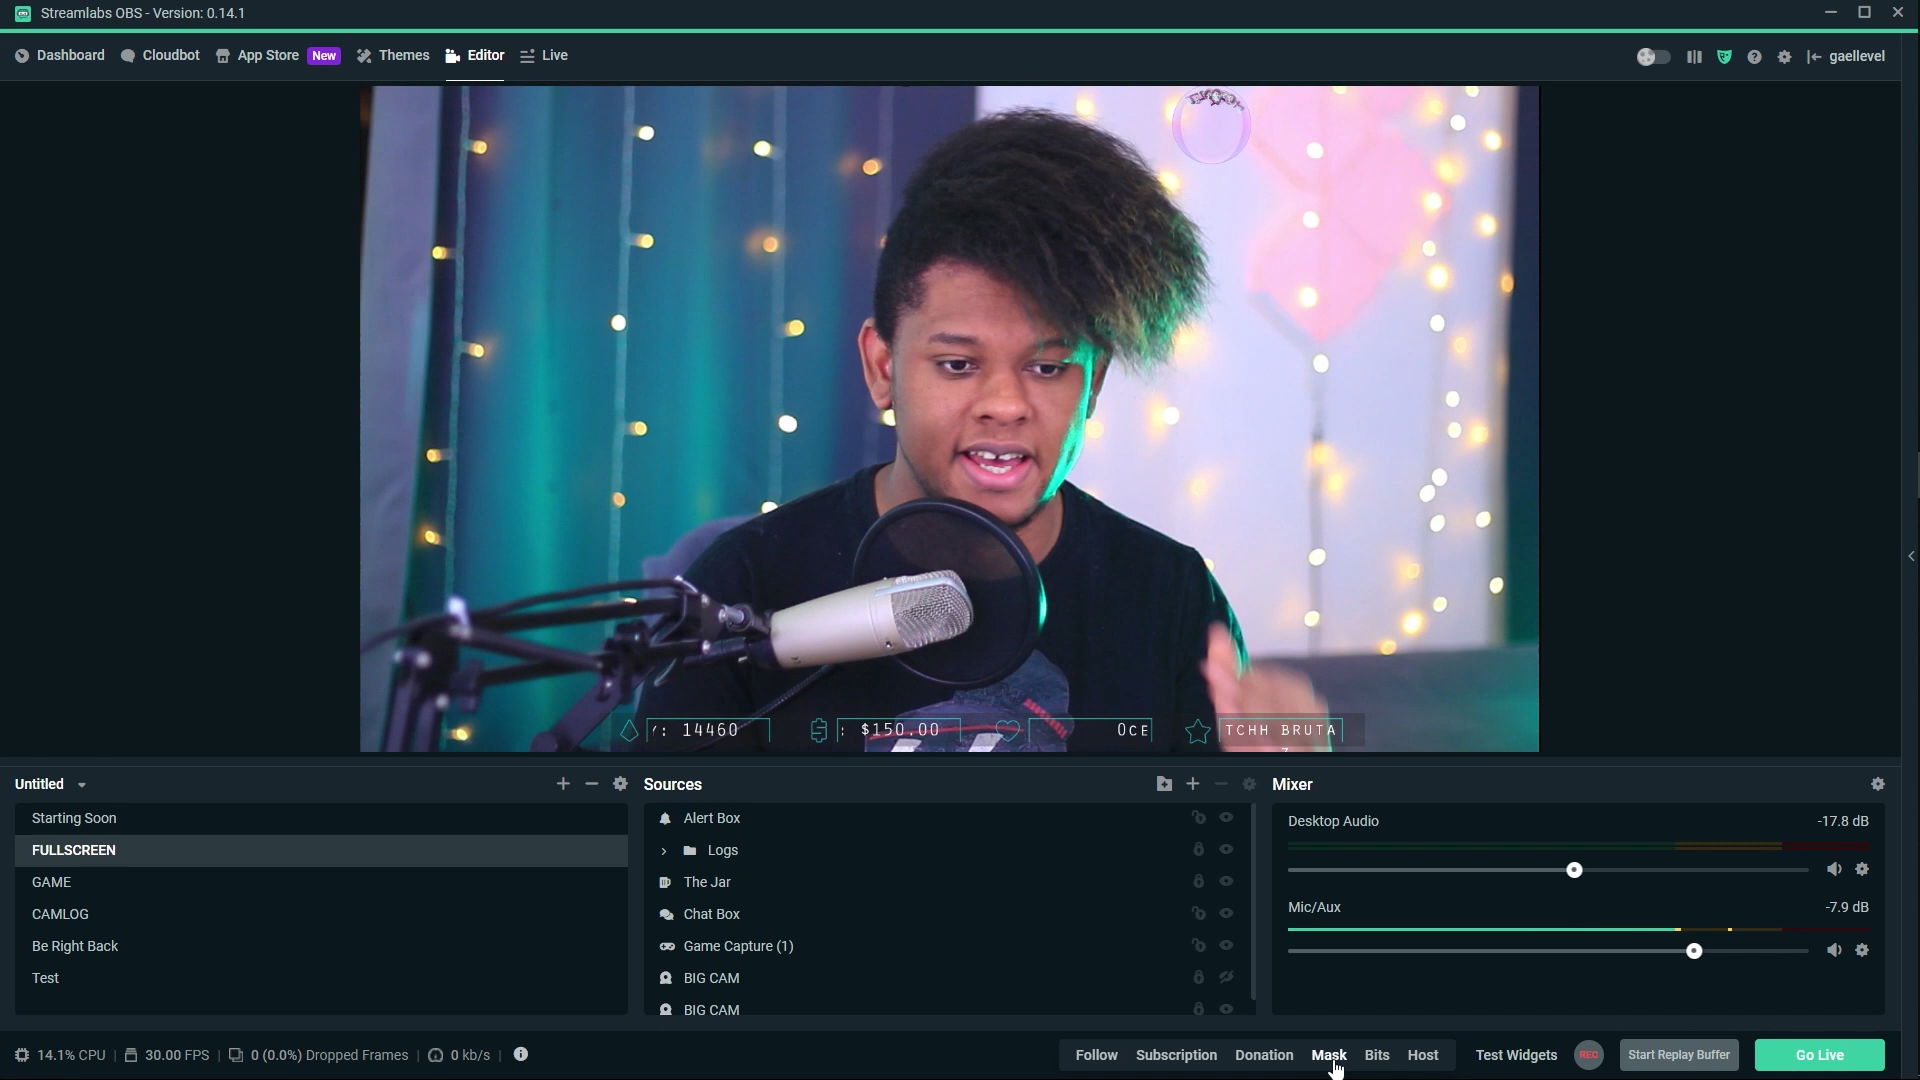 Streamlabs OBS - Version: 0.14.1
Dashboard Cloudbot App Store New Themes Editor Live
gaellevel
: 14460 : $150.00 0CE TCHH BRUTA
Untitled Sources Mixer
Starting Soon
FULLSCREEN
GAME
CAMLOG
Be Right Back
Test
Alert Box
Logs
The Jar
Chat Box
Game Capture (1)
BIG CAM
BIG CAM
Desktop Audio -17.8 dB
Mic/Aux -7.9 dB
14.1% CPU 30.00 FPS 0 (0.0%) Dropped Frames 0 kb/s
Follow Subscription Donation Mask Bits Host Test Widgets REC Start Replay Buffer Go Live